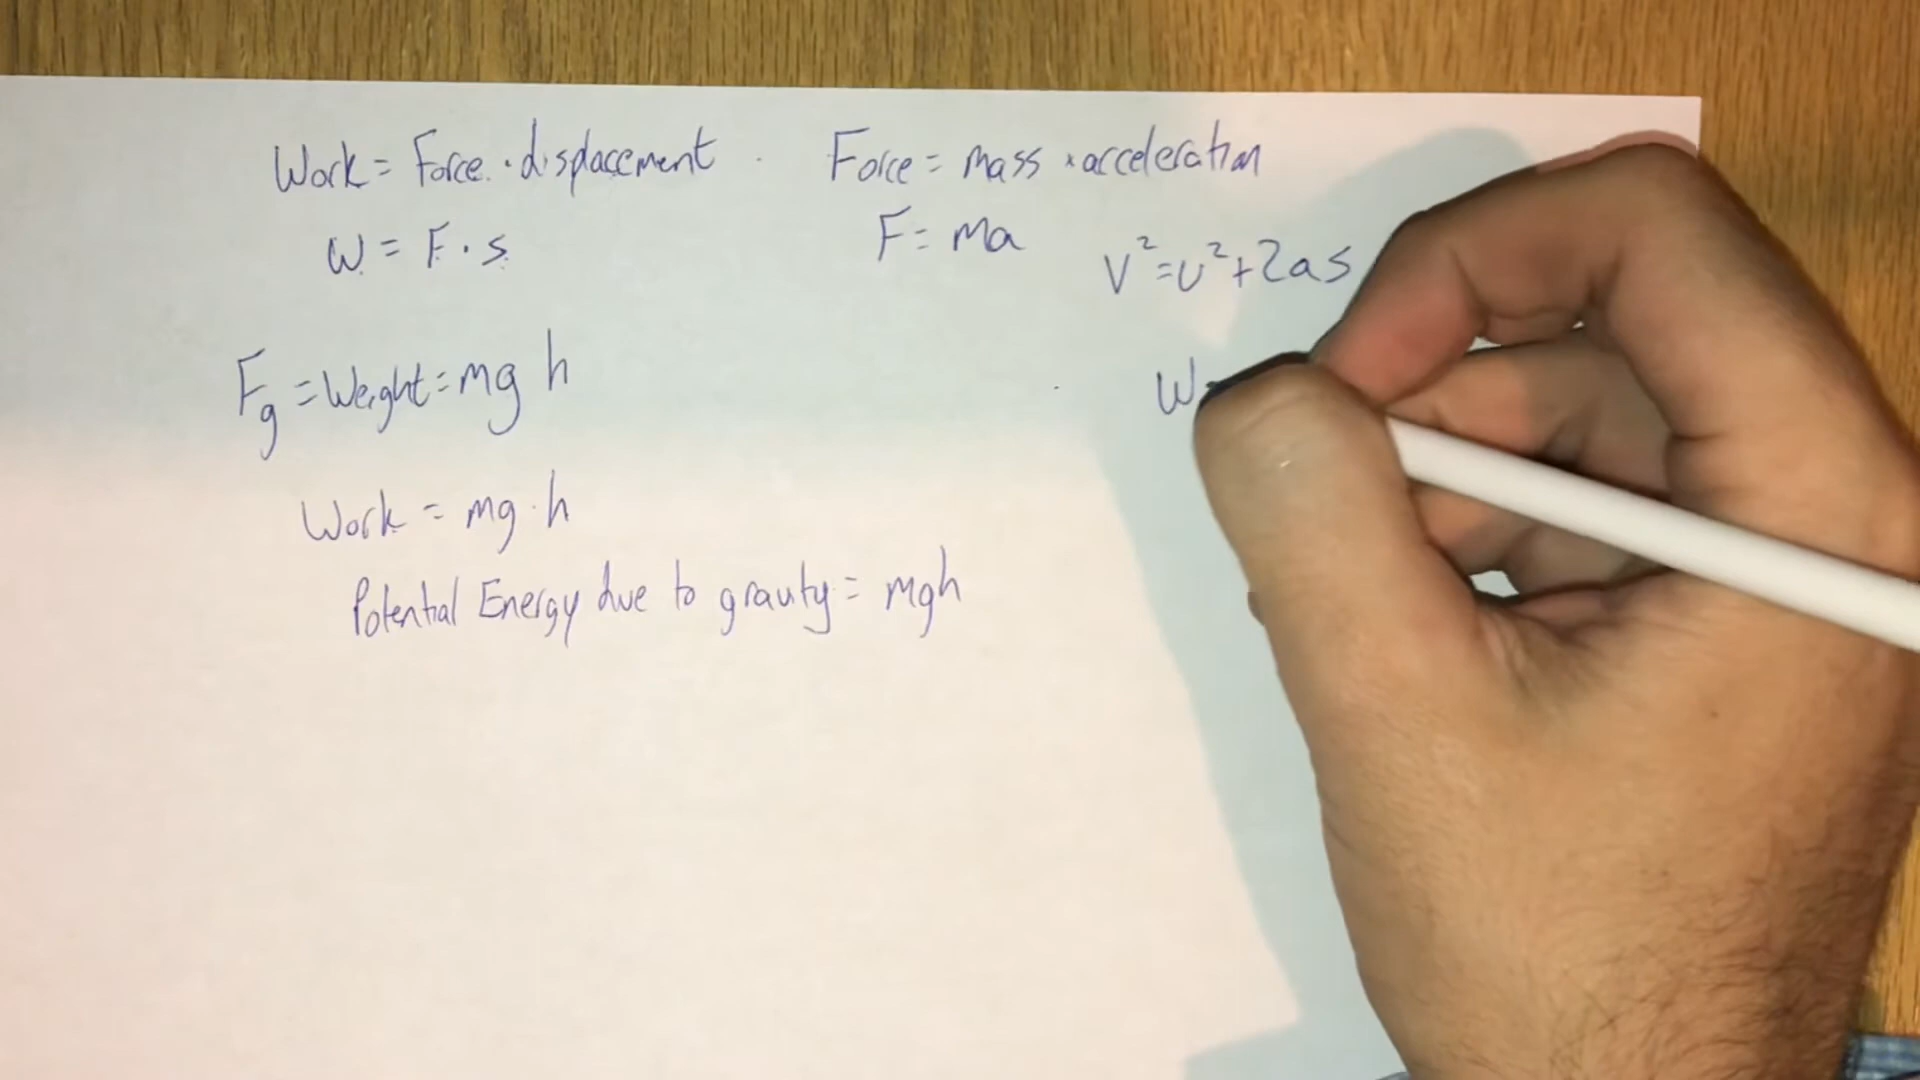 Work = Force · displacement
W = F · s
Force = mass × acceleration
F = ma
V²=u²+2as
Fg = Weight = mg h
Work = mg · h
Potential Energy due to gravity = mgh
W=